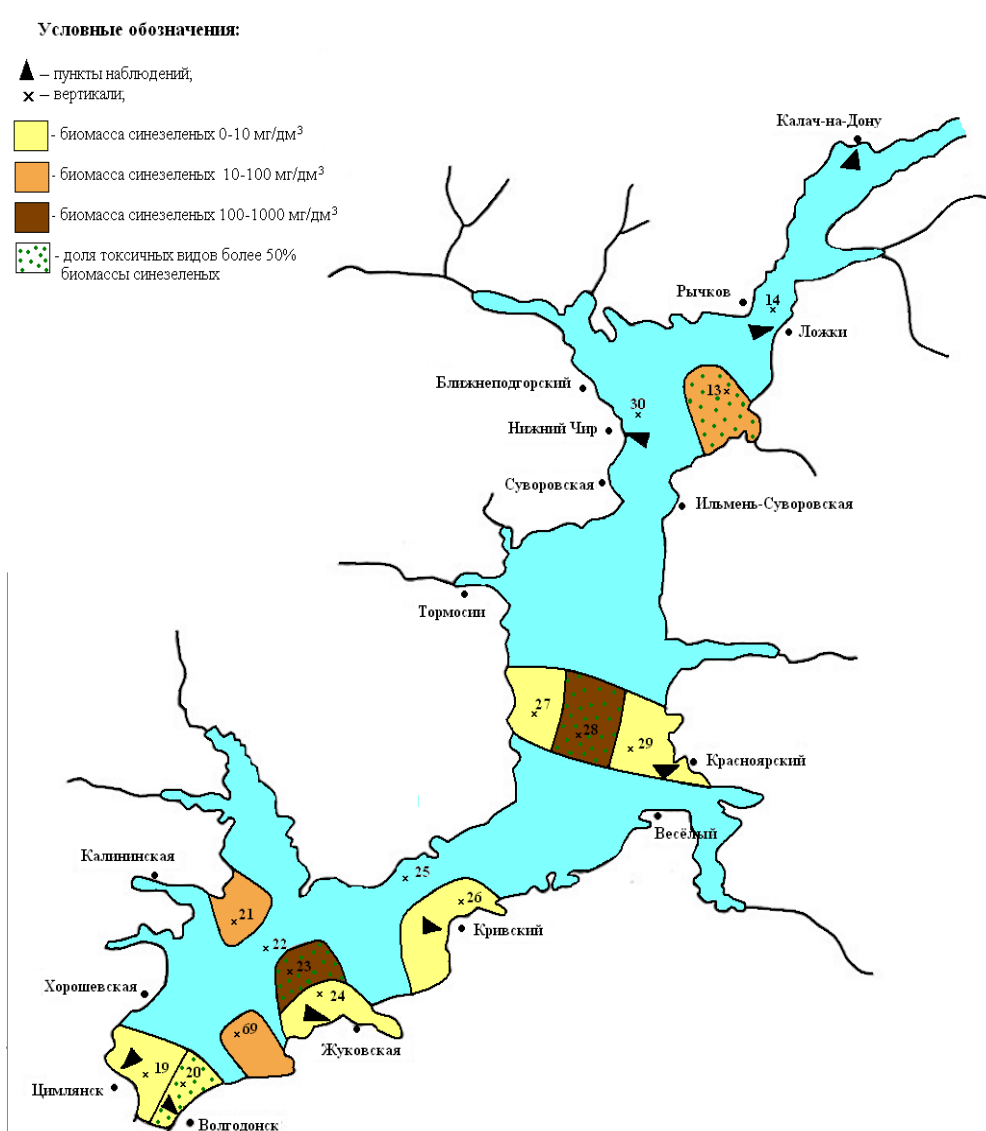 Условные обозначения:
– пункты наблюдений;
× – вертикали;
- биомасса синезеленых 0-10 мг/дм³
- биомасса синезеленых 10-100 мг/дм³
- биомасса синезеленых 100-1000 мг/дм³
- доля токсичных видов более 50%
биомассы синезеленых
Калач-на-Дону
Рычков
14
Ложки
Ближнеподгорский
13
30
Нижний Чир
Суворовская
Ильмень-Суворовская
Тормосин
27
28
29
Красноярский
Весёлый
Калининская
25
26
21
Кривский
22
23
Хорошевская
24
69
Жуковская
19
20
Цимлянск
Волгодонск